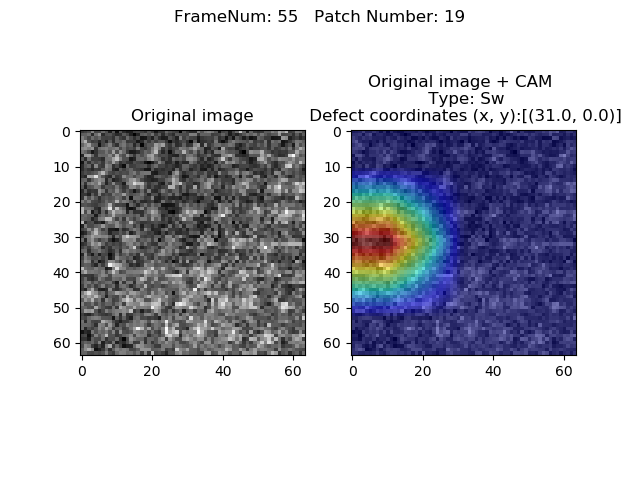 FrameNum: 55   Patch Number: 19
Original image
0
10
20
30
40
50
60
0 20 40 60
Original image + CAM
Type: Sw
Defect coordinates (x, y):[(31.0, 0.0)]
0
10
20
30
40
50
60
0 20 40 60